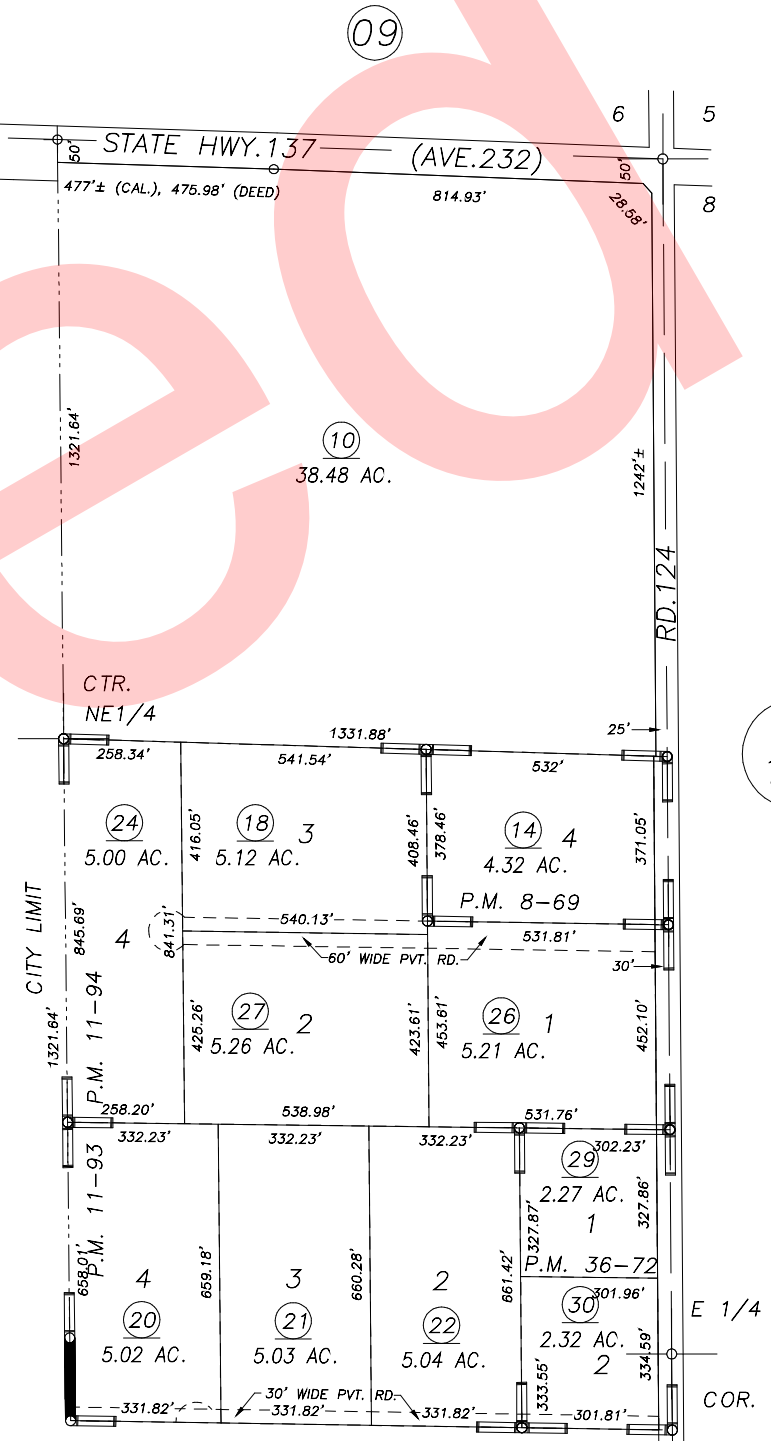 09
6
5
STATE HWY.137
(AVE.232)
50'
50'
8
477'± (CAL.), 475.98' (DEED)
814.93'
28.58'
1321.64'
10
38.48 AC.
1242'±
RD.124
CTR.
NE1/4
1331.88'
25'
258.34'
541.54'
532'
24
5.00 AC.
416.05'
18
3
5.12 AC.
408.46'
378.46'
14
4
4.32 AC.
371.05'
P.M. 8-69
CITY LIMIT
845.69'
4
841.31'
540.13'
531.81'
60' WIDE PVT. RD.
30'
1321.64'
P.M. 11-94
425.26'
27
2
5.26 AC.
423.61'
453.61'
26
1
5.21 AC.
452.10'
258.20'
538.98'
531.76'
332.23'
332.23'
332.23'
302.23'
P.M. 11-93
29
2.27 AC.
1
327.87'
327.86'
658.01'
659.18'
660.28'
661.42'
P.M. 36-72
4
3
2
301.96'
20
5.02 AC.
21
5.03 AC.
22
5.04 AC.
30
2.32 AC.
2
333.55'
334.59'
E 1/4
COR.
30' WIDE PVT. RD.
331.82'
331.82'
331.82'
301.81'